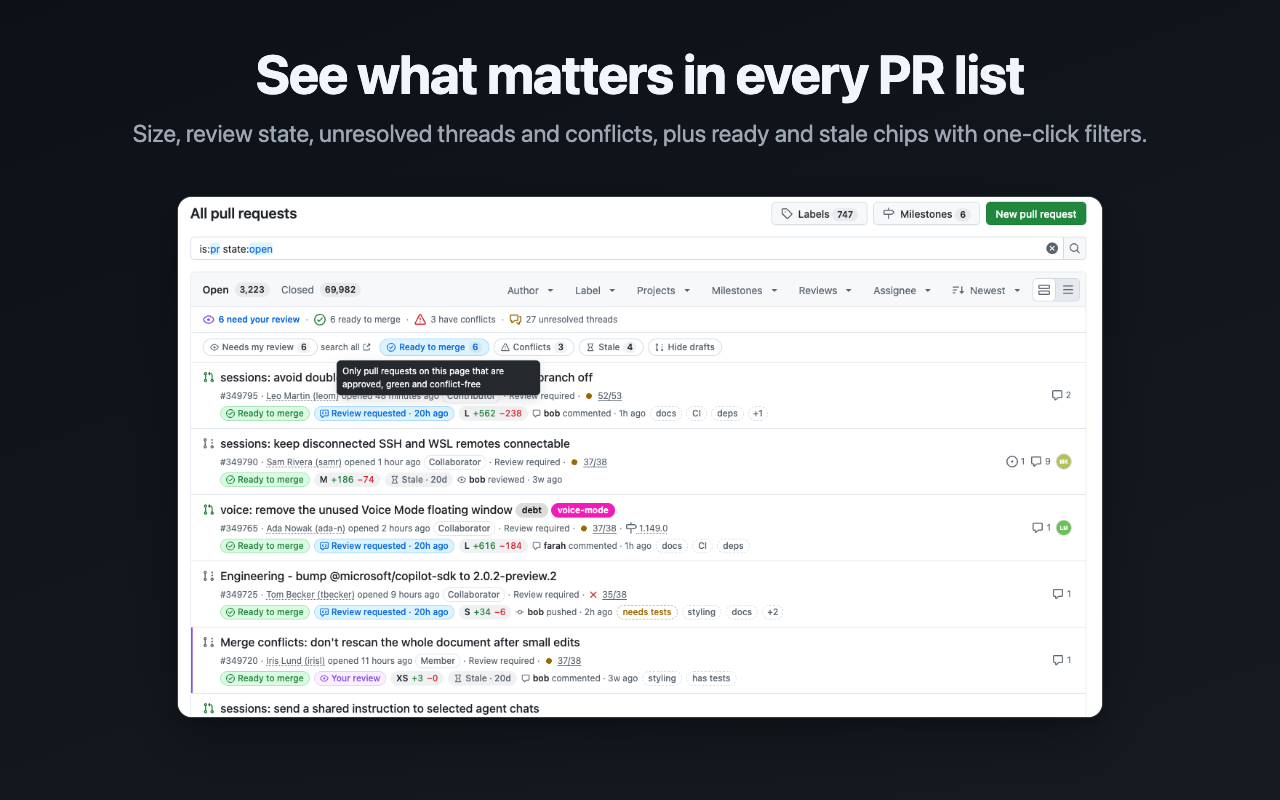 See what matters in every PR list
Size, review state, unresolved threads and conflicts, plus ready and stale chips with one-click filters.
All pull requests
Labels 747
Milestones 6
New pull request
is:pr state:open
Open 3,223 Closed 69,982 Author Label Projects Milestones Reviews Assignee Newest
6 need your review · 6 ready to merge · 3 have conflicts · 27 unresolved threads
Needs my review 6 search all Ready to merge 6 Conflicts 3 Stale 4 Hide drafts
Only pull requests on this page that are
approved, green and conflict-free
sessions: avoid doubl branch off
#349795 · Leo Martin (leom) opened 48 minutes ago Contributor · Review required · 52/53
2
Ready to merge Review requested · 20h ago L +562 −238 bob commented · 1h ago docs CI deps +1
sessions: keep disconnected SSH and WSL remotes connectable
#349790 · Sam Rivera (samr) opened 1 hour ago Collaborator · Review required · 37/38
1 9 MK
Ready to merge M +186 −74 Stale · 20d bob reviewed · 3w ago
voice: remove the unused Voice Mode floating window debt voice-mode
#349765 · Ada Nowak (ada-n) opened 2 hours ago Collaborator · Review required · 37/38 · 1.149.0
1 LM
Ready to merge Review requested · 20h ago L +616 −184 farah commented · 1h ago docs CI deps
Engineering - bump @microsoft/copilot-sdk to 2.0.2-preview.2
#349725 · Tom Becker (tbecker) opened 9 hours ago Collaborator · Review required · 35/38
1
Ready to merge Review requested · 20h ago S +34 −6 bob pushed · 2h ago needs tests styling docs +2
Merge conflicts: don't rescan the whole document after small edits
#349720 · Iris Lund (irisl) opened 11 hours ago Member · Review required · 37/38
1
Ready to merge Your review XS +3 −0 Stale · 20d bob commented · 3w ago styling has tests
sessions: send a shared instruction to selected agent chats